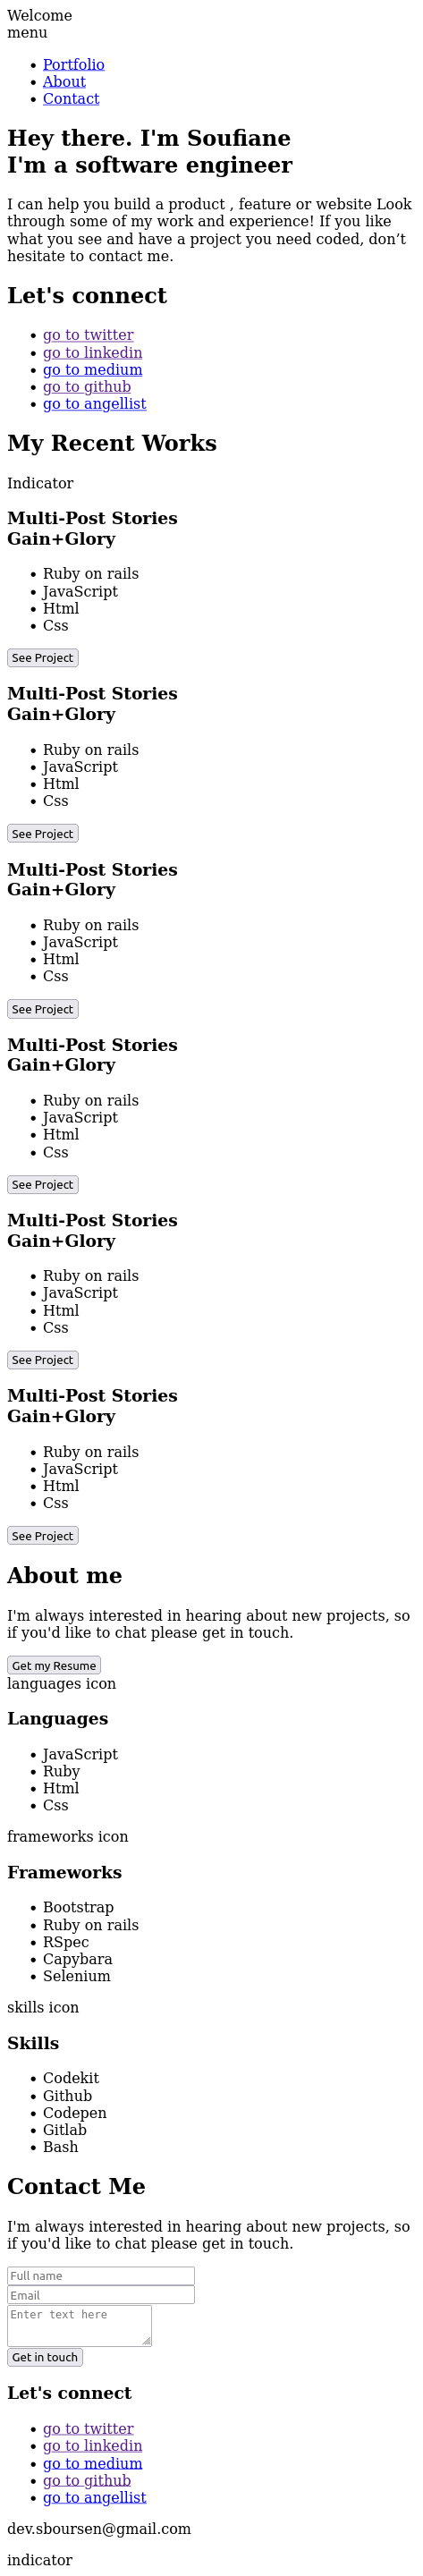 Welcome
menu
Portfolio
About
Contact
Hey there. I'm Soufiane
I'm a software engineer
I can help you build a product , feature or website Look
through some of my work and experience! If you like
what you see and have a project you need coded, don’t
hesitate to contact me.
Let's connect
go to twitter
go to linkedin
go to medium
go to github
go to angellist
My Recent Works
Indicator
Multi-Post Stories
Gain+Glory
Ruby on rails
JavaScript
Html
Css
See Project
Multi-Post Stories
Gain+Glory
Ruby on rails
JavaScript
Html
Css
See Project
Multi-Post Stories
Gain+Glory
Ruby on rails
JavaScript
Html
Css
See Project
Multi-Post Stories
Gain+Glory
Ruby on rails
JavaScript
Html
Css
See Project
Multi-Post Stories
Gain+Glory
Ruby on rails
JavaScript
Html
Css
See Project
Multi-Post Stories
Gain+Glory
Ruby on rails
JavaScript
Html
Css
See Project
About me
I'm always interested in hearing about new projects, so
if you'd like to chat please get in touch.
Get my Resume
languages icon
Languages
JavaScript
Ruby
Html
Css
frameworks icon
Frameworks
Bootstrap
Ruby on rails
RSpec
Capybara
Selenium
skills icon
Skills
Codekit
Github
Codepen
Gitlab
Bash
Contact Me
I'm always interested in hearing about new projects, so
if you'd like to chat please get in touch.
Full name
Email
Enter text here
Get in touch
Let's connect
go to twitter
go to linkedin
go to medium
go to github
go to angellist
dev.sboursen@gmail.com
indicator